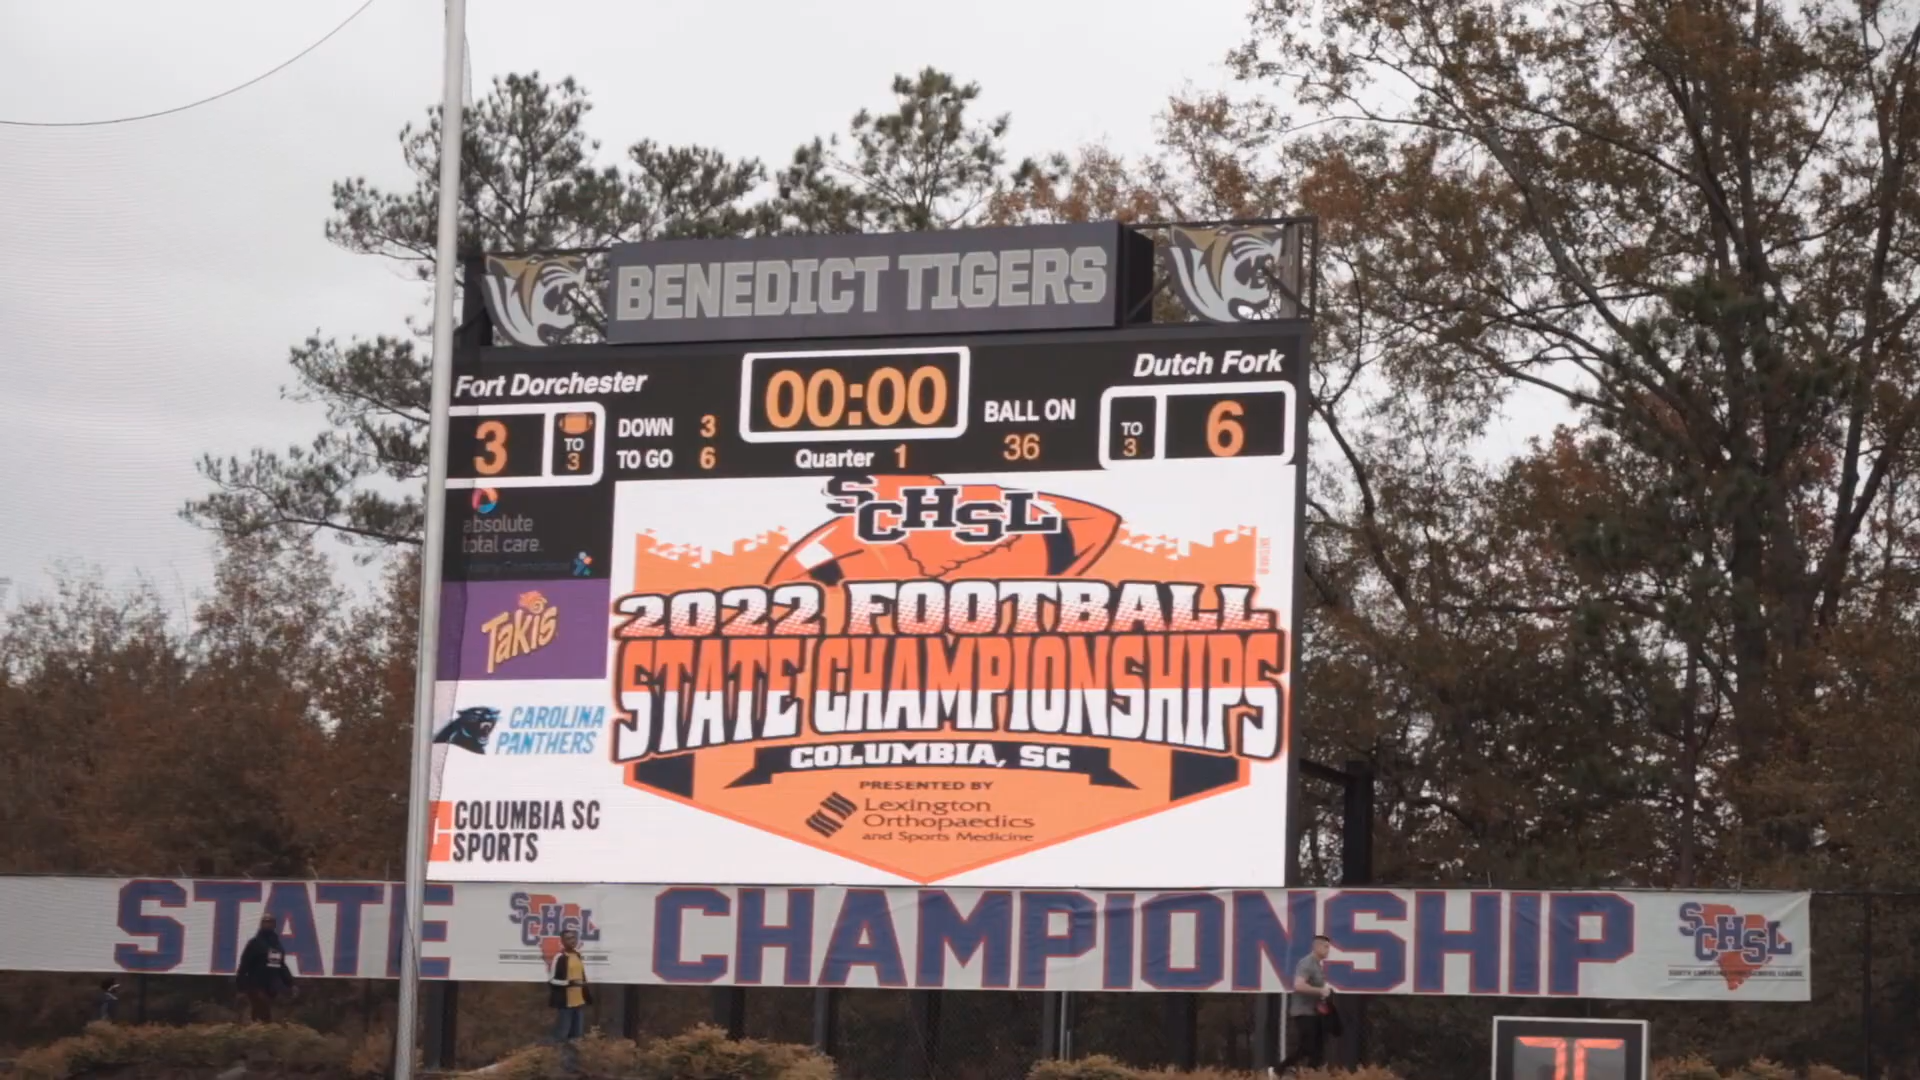 BENEDICT TIGERS
Fort Dorchester
00:00
Dutch Fork
3
TO
3
DOWN 3
TO GO 6
Quarter 1
BALL ON
36
TO
3
6
absolute
total care.
Takis
CAROLINA
PANTHERS
COLUMBIA SC
SPORTS
SCHSL
2022 FOOTBALL
STATE CHAMPIONSHIPS
COLUMBIA, SC
PRESENTED BY
Lexington
Orthopaedics
and Sports Medicine
STATE SCHSL CHAMPIONSHIP SCHSL